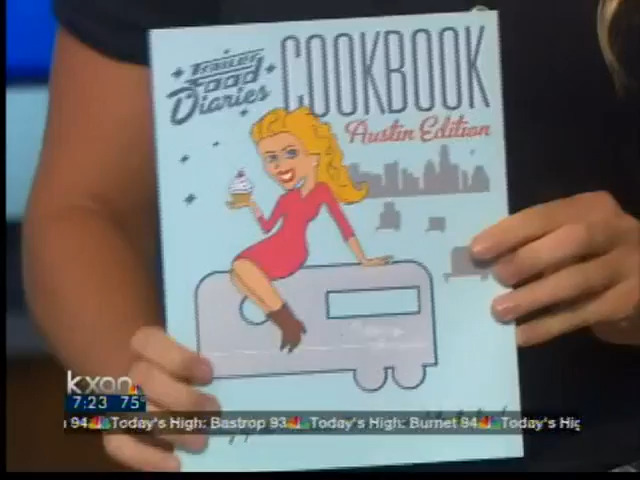 Trailer Food Diaries
COOKBOOK
Austin Edition
kxan
7:23 75°
94 Today's High: Bastrop 93 Today's High: Burnet 94 Today's Hig